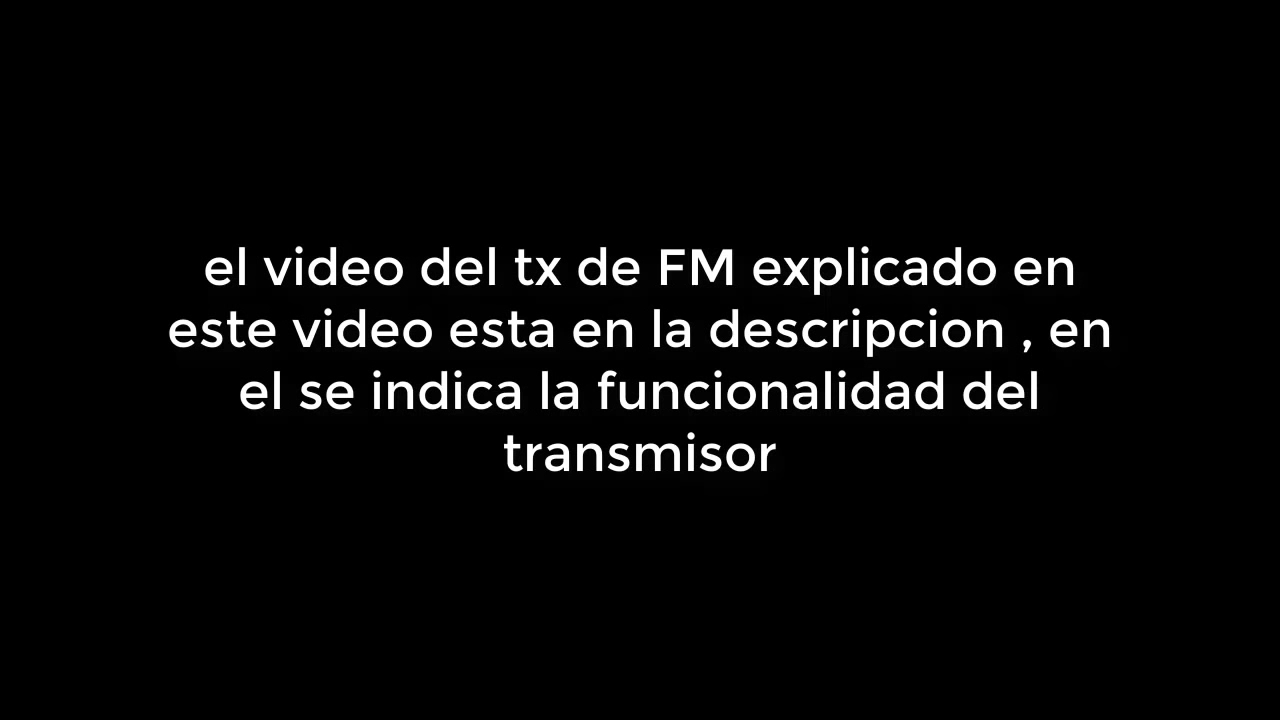 el video del tx de FM explicado en
este video esta en la descripcion , en
el se indica la funcionalidad del
transmisor